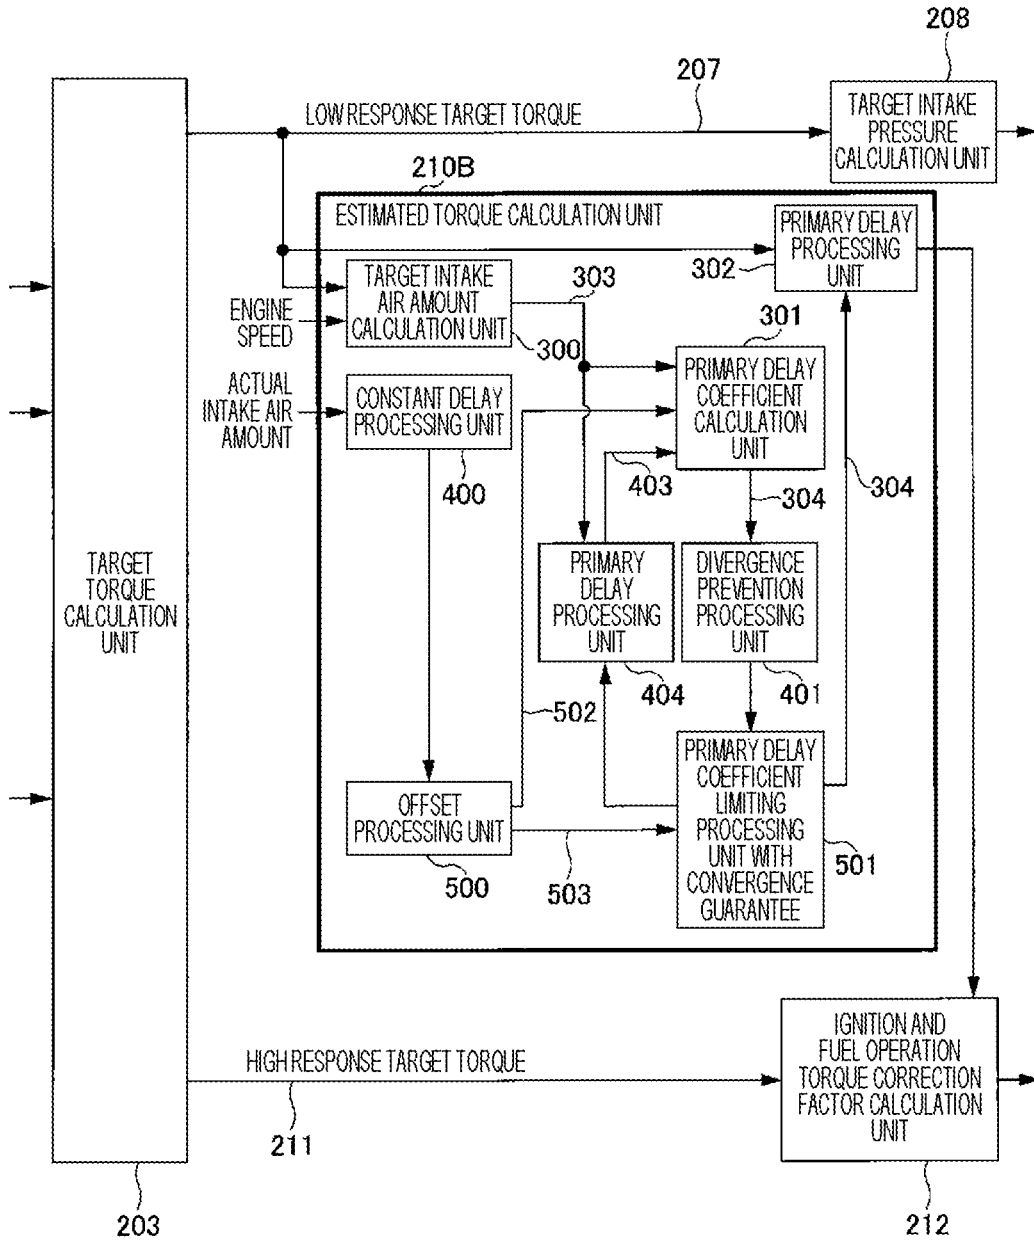 208
207
LOW RESPONSE TARGET TORQUE
TARGET INTAKE
PRESSURE
CALCULATION UNIT
210B
ESTIMATED TORQUE CALCULATION UNIT
PRIMARY DELAY
PROCESSING
UNIT
302
TARGET INTAKE
AIR AMOUNT
CALCULATION UNIT
303
ENGINE
SPEED
300
301
ACTUAL
INTAKE AIR
AMOUNT
CONSTANT DELAY
PROCESSING UNIT
PRIMARY DELAY
COEFFICIENT
CALCULATION
UNIT
400
403
304
304
TARGET
TORQUE
CALCULATION
UNIT
PRIMARY
DELAY
PROCESSING
UNIT
DIVERGENCE
PREVENTION
PROCESSING
UNIT
404
401
502
OFFSET
PROCESSING UNIT
PRIMARY DELAY
COEFFICIENT
LIMITING
PROCESSING
UNIT WITH
CONVERGENCE
GUARANTEE
500
503
501
HIGH RESPONSE TARGET TORQUE
IGNITION AND
FUEL OPERATION
TORQUE CORRECTION
FACTOR CALCULATION
UNIT
211
203
212